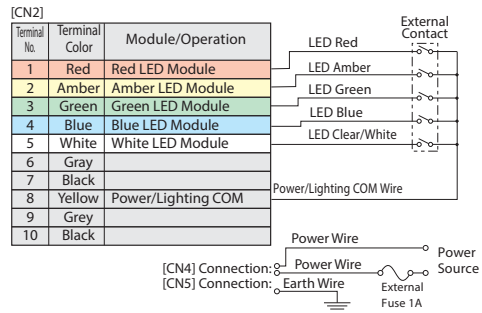 [CN2]
Terminal No. Terminal Color Module/Operation
External Contact
1 Red Red LED Module LED Red
2 Amber Amber LED Module LED Amber
3 Green Green LED Module LED Green
4 Blue Blue LED Module LED Blue
5 White White LED Module LED Clear/White
6 Gray
7 Black
8 Yellow Power/Lighting COM Power/Lighting COM Wire
9 Grey
10 Black
Power Wire
[CN4] Connection: Power Wire
Power Source
[CN5] Connection: Earth Wire
External Fuse 1A